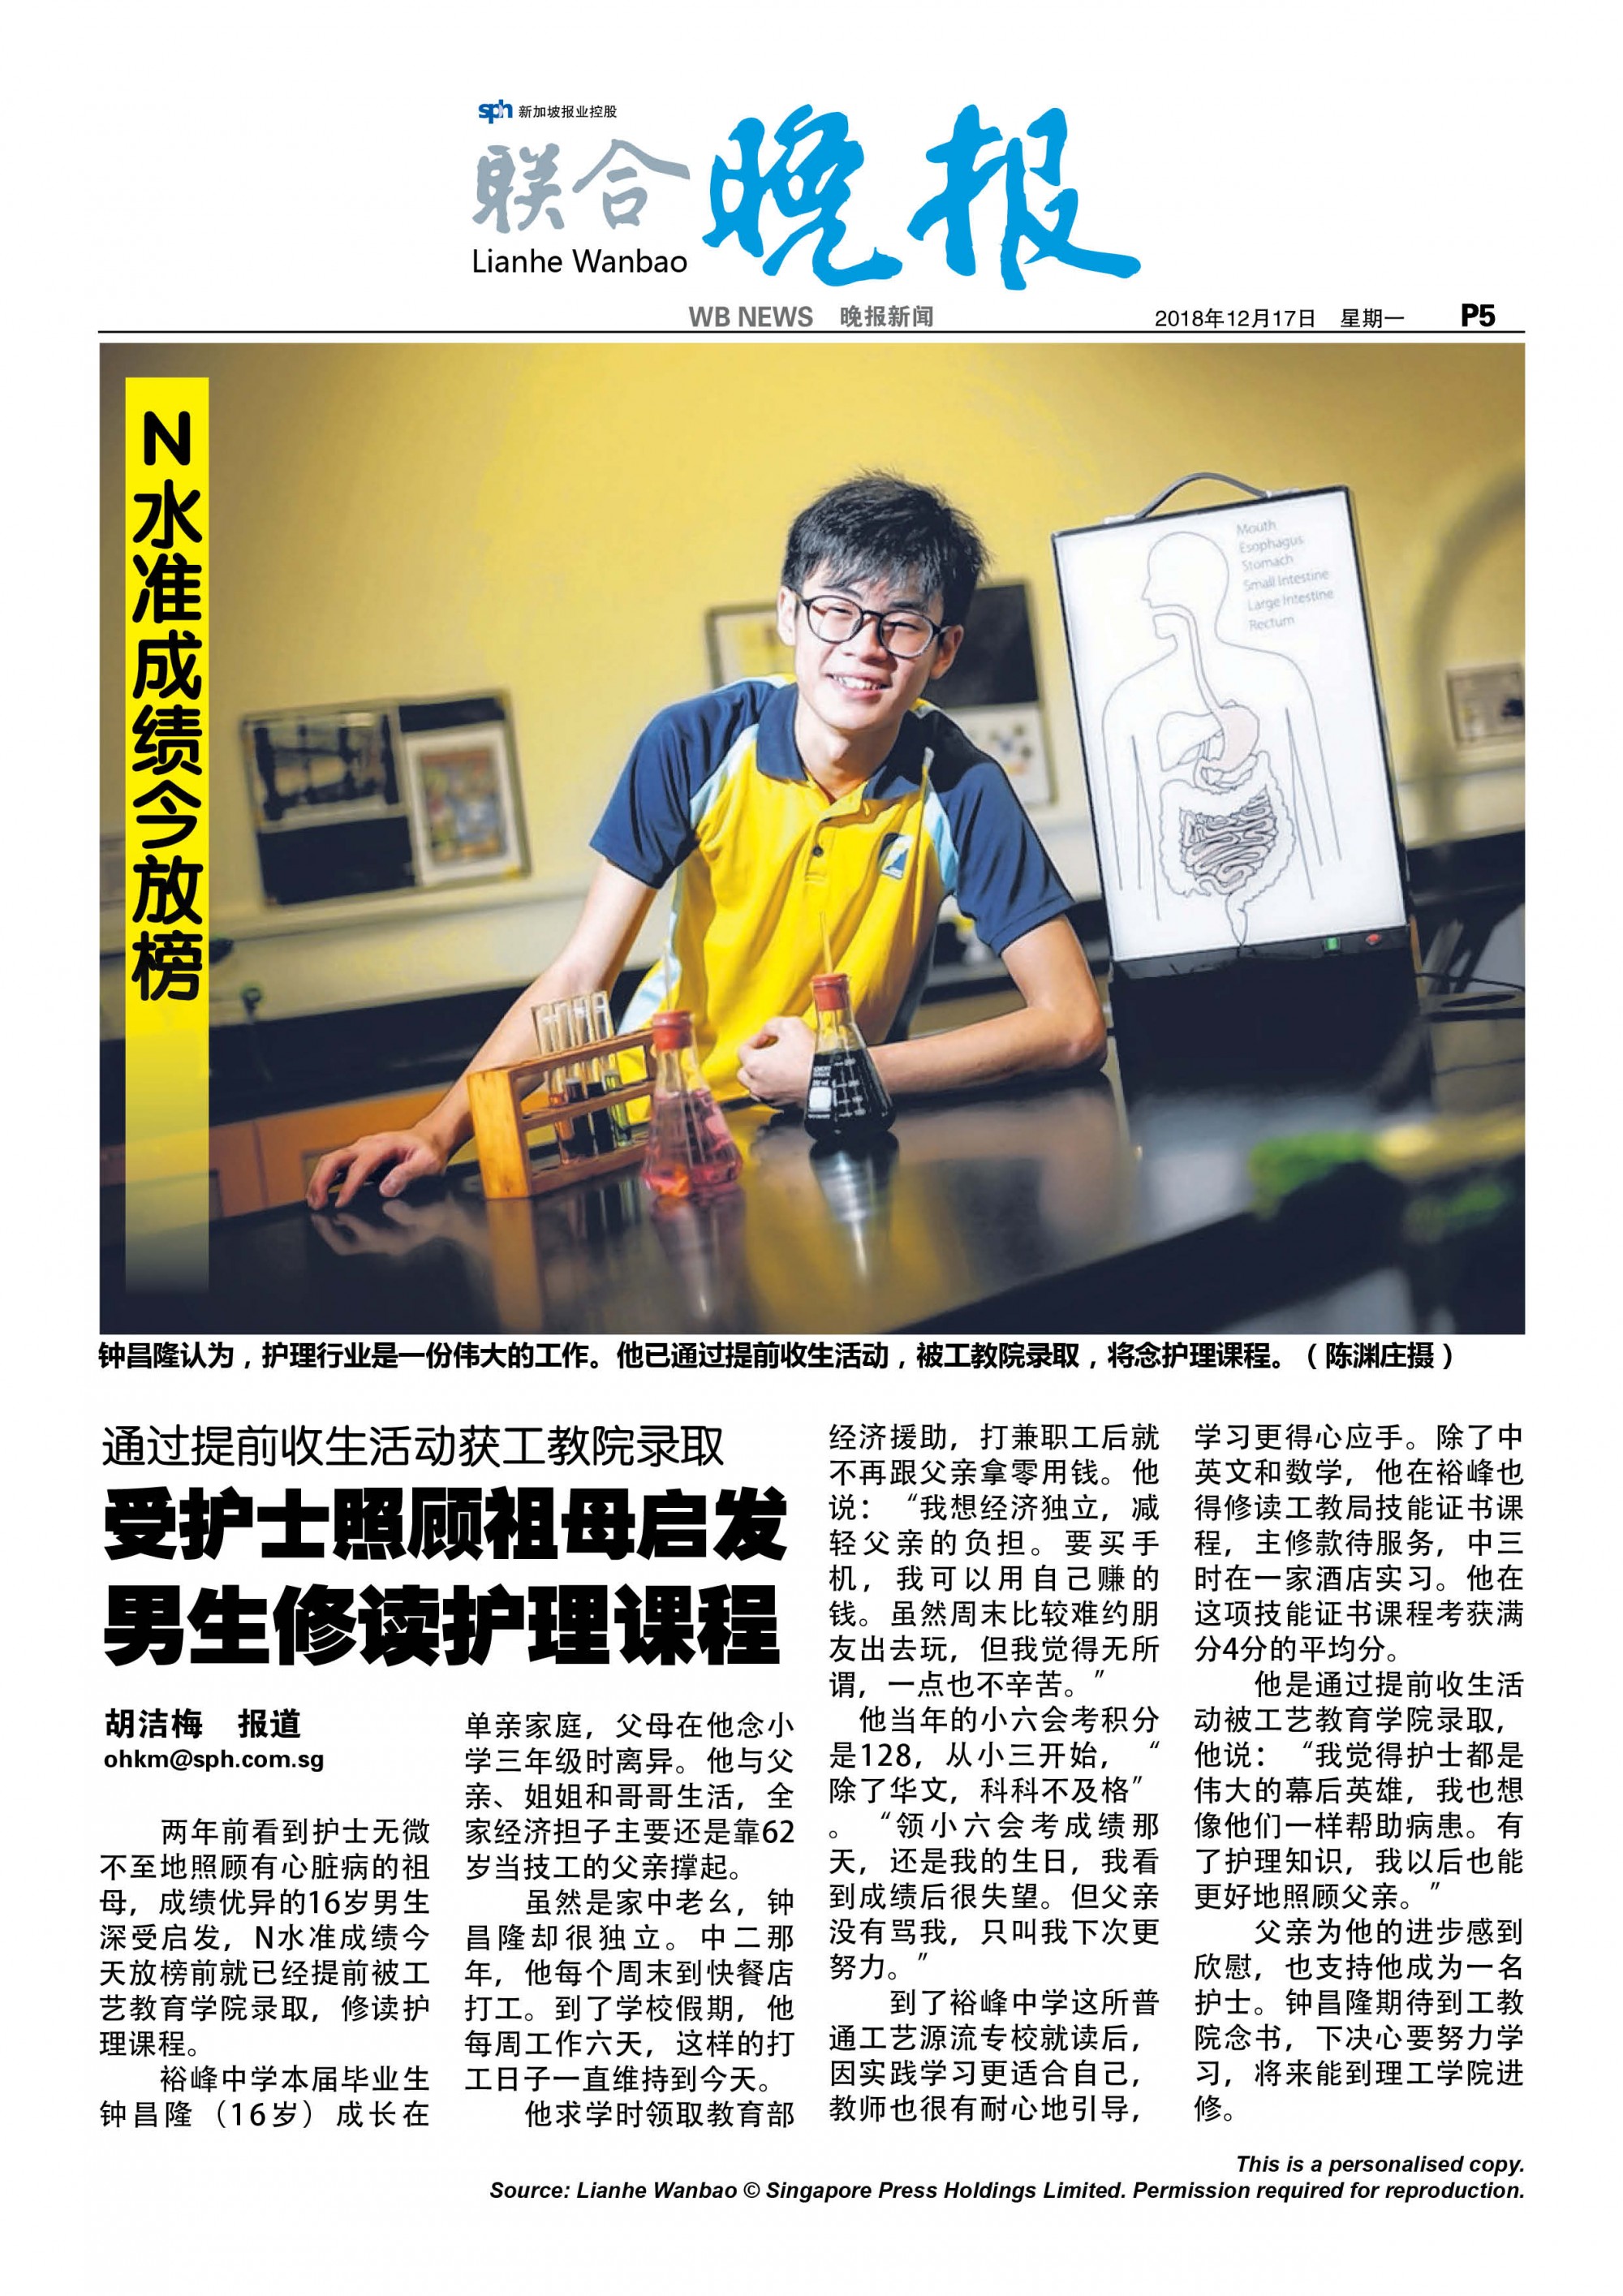 sph 新加坡报业控股
联合晚报
Lianhe Wanbao
WB NEWS 晚报新闻 2018年12月17日 星期一 P5
N水准成绩今放榜
Mouth
Esophagus
Stomach
Small Intestine
Large Intestine
Rectum
钟昌隆认为，护理行业是一份伟大的工作。他已通过提前收生活动，被工教院录取，将念护理课程。（陈渊庄摄）
通过提前收生活动获工教院录取
受护士照顾祖母启发
男生修读护理课程
胡洁梅 报道
ohkm@sph.com.sg
两年前看到护士无微
不至地照顾有心脏病的祖
母，成绩优异的16岁男生
深受启发，N水准成绩今
天放榜前就已经提前被工
艺教育学院录取，修读护
理课程。
裕峰中学本届毕业生
钟昌隆（16岁）成长在
单亲家庭，父母在他念小
学三年级时离异。他与父
亲、姐姐和哥哥生活，全
家经济担子主要还是靠62
岁当技工的父亲撑起。
虽然是家中老幺，钟
昌隆却很独立。中二那
年，他每个周末到快餐店
打工。到了学校假期，他
每周工作六天，这样的打
工日子一直维持到今天。
他求学时领取教育部
经济援助，打兼职工后就
不再跟父亲拿零用钱。他
说：“我想经济独立，减
轻父亲的负担。要买手
机，我可以用自己赚的
钱。虽然周末比较难约朋
友出去玩，但我觉得无所
谓，一点也不辛苦。”
他当年的小六会考积分
是128，从小三开始，“
除了华文，科科不及格”
。“领小六会考成绩那
天，还是我的生日，我看
到成绩后很失望。但父亲
没有骂我，只叫我下次更
努力。”
到了裕峰中学这所普
通工艺源流专校就读后，
因实践学习更适合自己，
教师也很有耐心地引导，
学习更得心应手。除了中
英文和数学，他在裕峰也
得修读工教局技能证书课
程，主修款待服务，中三
时在一家酒店实习。他在
这项技能证书课程考获满
分4分的平均分。
他是通过提前收生活
动被工艺教育学院录取，
他说：“我觉得护士都是
伟大的幕后英雄，我也想
像他们一样帮助病患。有
了护理知识，我以后也能
更好地照顾父亲。”
父亲为他的进步感到
欣慰，也支持他成为一名
护士。钟昌隆期待到工教
院念书，下决心要努力学
习，将来能到理工学院进
修。
This is a personalised copy.
Source: Lianhe Wanbao © Singapore Press Holdings Limited. Permission required for reproduction.